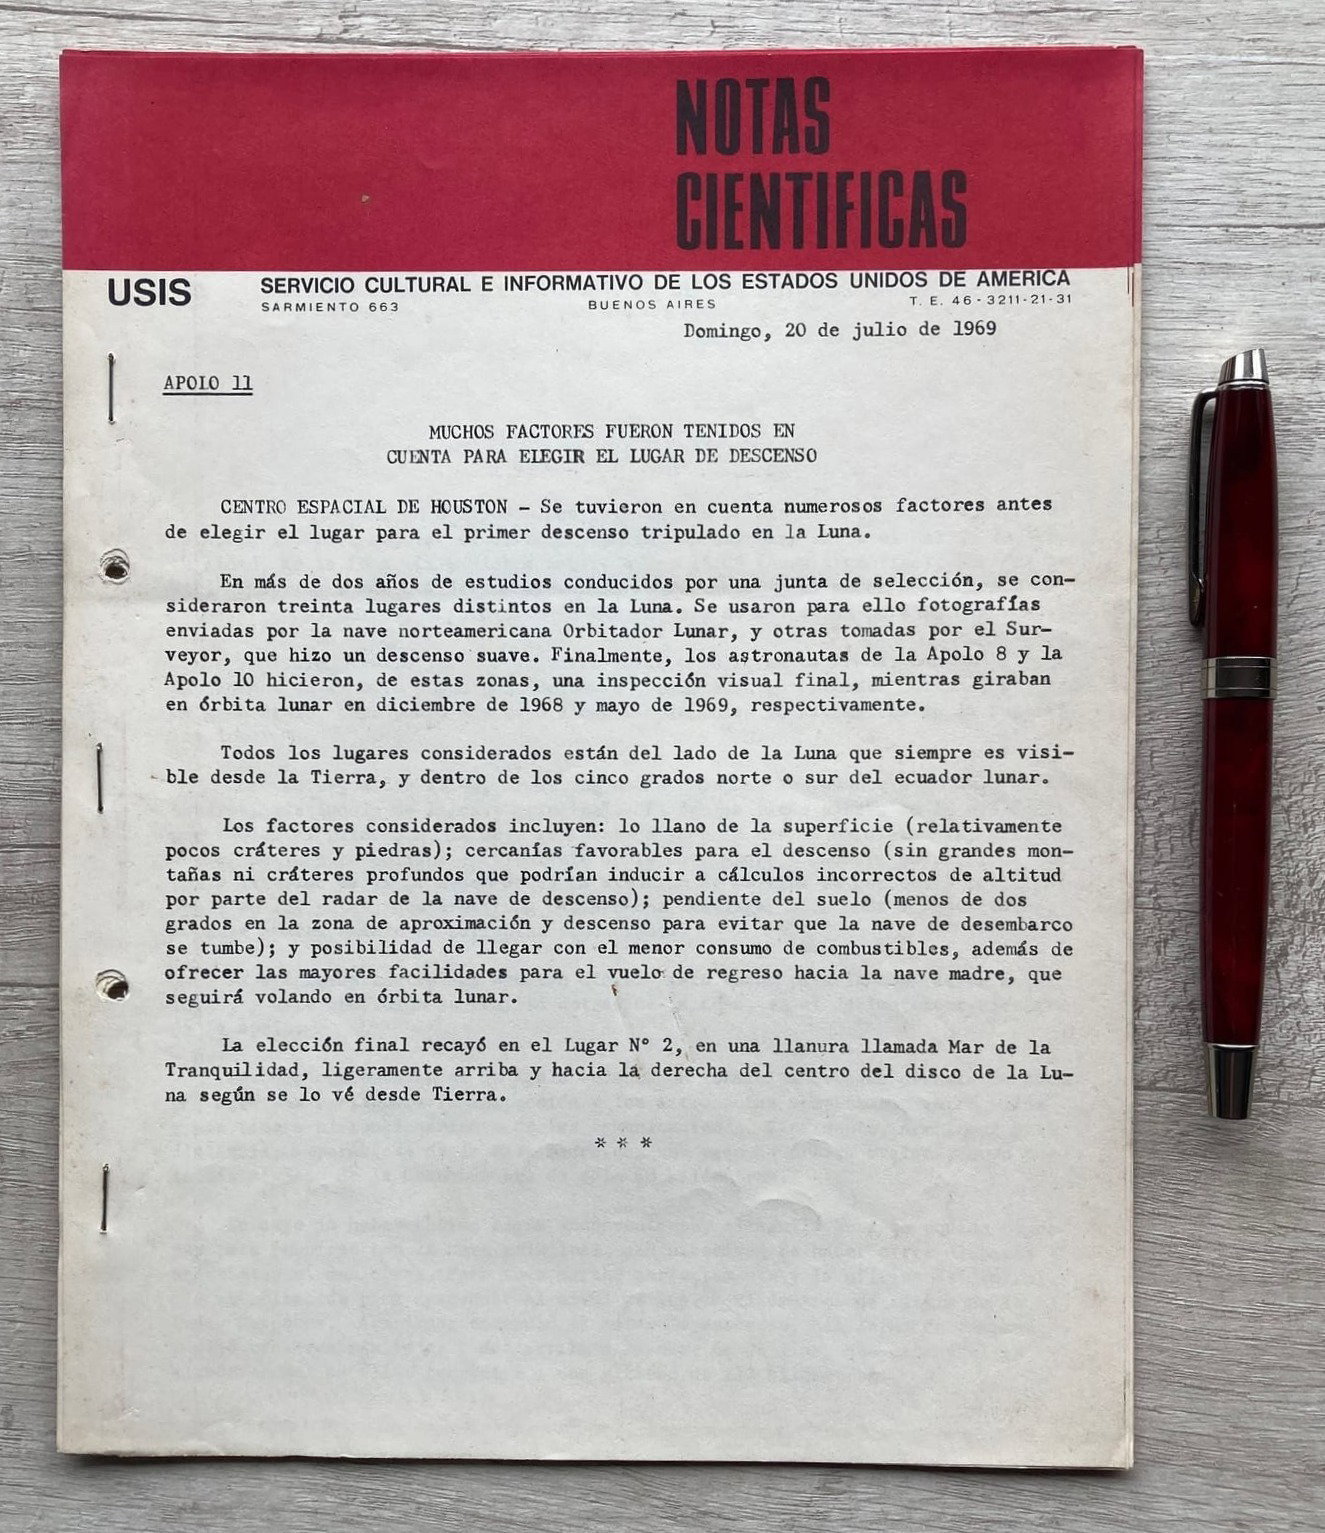 NOTAS
CIENTIFICAS
USIS
SERVICIO CULTURAL E INFORMATIVO DE LOS ESTADOS UNIDOS DE AMERICA
SARMIENTO 663 BUENOS AIRES T. E. 46-3211-21-31
Domingo, 20 de julio de 1969
APOLO 11
MUCHOS FACTORES FUERON TENIDOS EN
CUENTA PARA ELEGIR EL LUGAR DE DESCENSO
CENTRO ESPACIAL DE HOUSTON - Se tuvieron en cuenta numerosos factores antes
de elegir el lugar para el primer descenso tripulado en la Luna.
En más de dos años de estudios conducidos por una junta de selección, se con-
sideraron treinta lugares distintos en la Luna. Se usaron para ello fotografías
enviadas por la nave norteamericana Orbitador Lunar, y otras tomadas por el Sur-
veyor, que hizo un descenso suave. Finalmente, los astronautas de la Apolo 8 y la
Apolo 10 hicieron, de estas zonas, una inspección visual final, mientras giraban
en órbita lunar en diciembre de 1968 y mayo de 1969, respectivamente.
Todos los lugares considerados están del lado de la Luna que siempre es visi-
ble desde la Tierra, y dentro de los cinco grados norte o sur del ecuador lunar.
Los factores considerados incluyen: lo llano de la superficie (relativamente
pocos cráteres y piedras); cercanías favorables para el descenso (sin grandes mon-
tañas ni cráteres profundos que podrían inducir a cálculos incorrectos de altitud
por parte del radar de la nave de descenso); pendiente del suelo (menos de dos
grados en la zona de aproximación y descenso para evitar que la nave de desembarco
se tumbe); y posibilidad de llegar con el menor consumo de combustibles, además de
ofrecer las mayores facilidades para el vuelo de regreso hacia la nave madre, que
seguirá volando en órbita lunar.
La elección final recayó en el Lugar N° 2, en una llanura llamada Mar de la
Tranquilidad, ligeramente arriba y hacia la derecha del centro del disco de la Lu-
na según se lo vé desde Tierra.
* * *